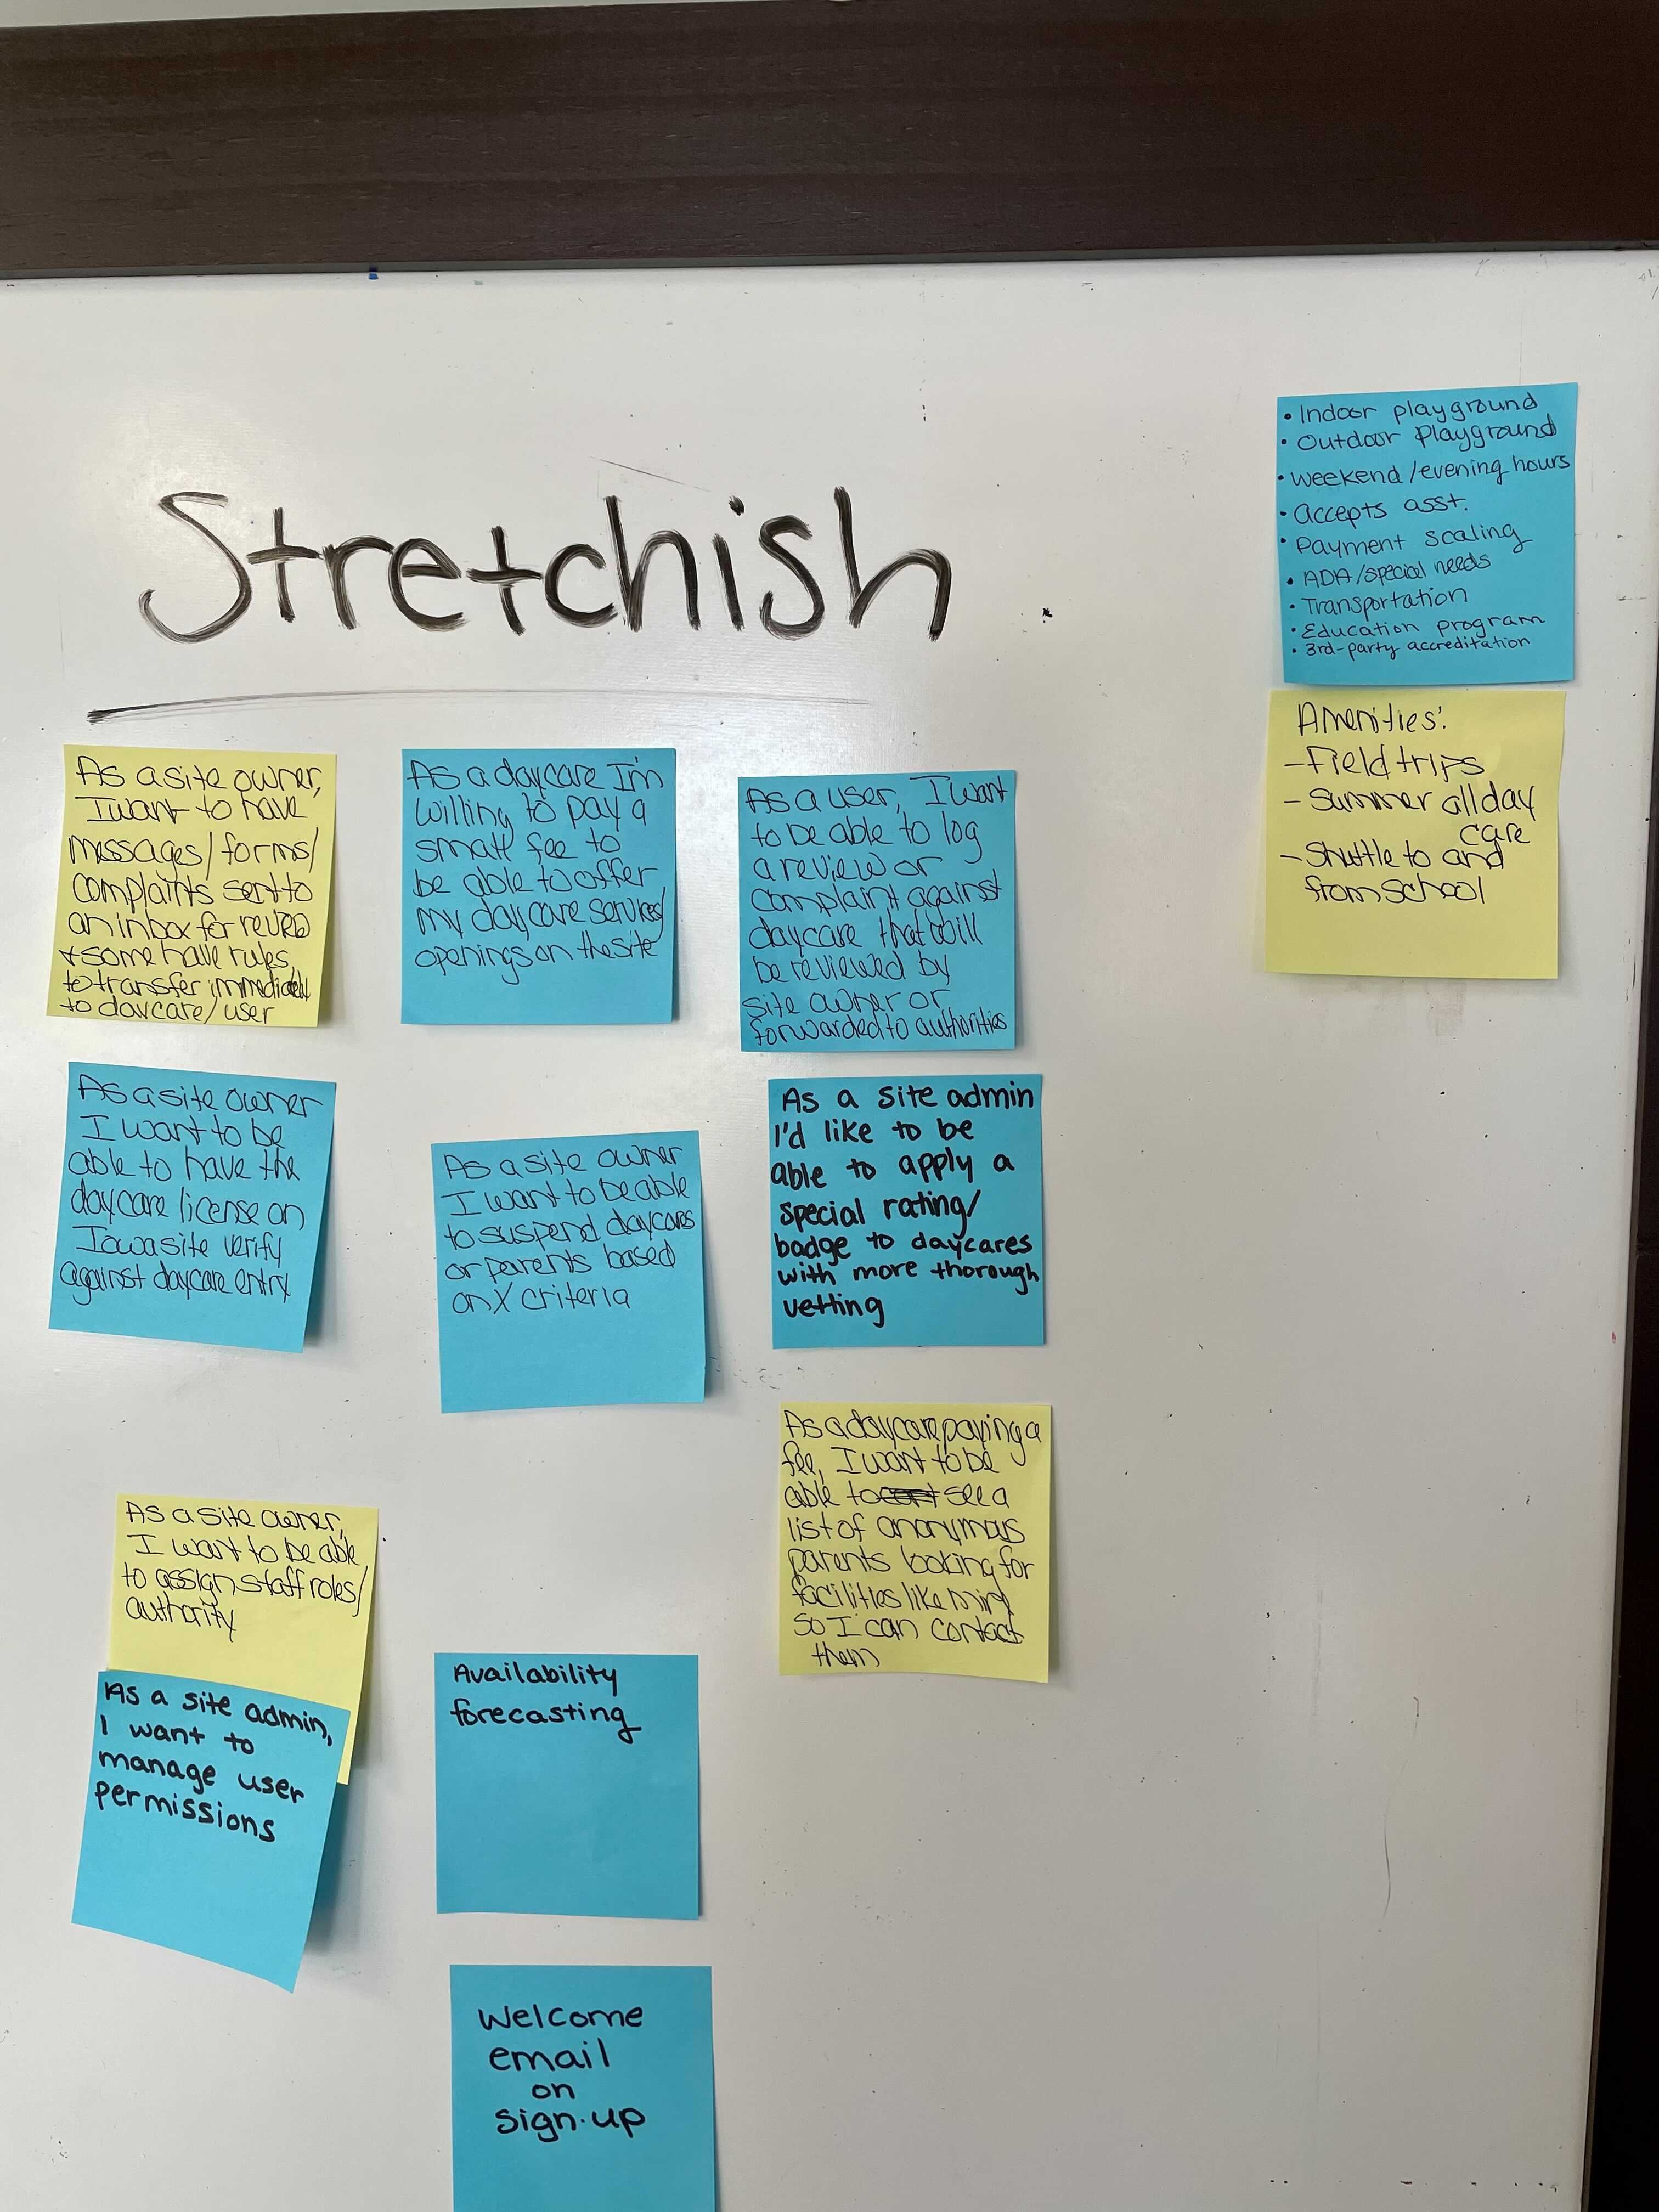 Stretchish
As a site owner,
I want to have
messages/forms/
complaints sent to
an inbox for review
& some have rules
to transfer immediately
to daycare/user
As a daycare I'm
willing to pay a
small fee to
be able to offer
my daycare services/
openings on the site
As a user, I want
to be able to log
a review or
complaint against
daycare that will
be reviewed by
site owner or
forwarded to authorities
As a site owner
I want to be
able to have the
daycare license on
Iowa site verify
against daycare entry
As a site owner
I want to be able
to suspend daycares
or parents based
on X criteria
As a site admin
I'd like to be
able to apply a
special rating/
badge to daycares
with more thorough
vetting
As a daycare paying a
fee, I want to be
able to see a
list of anonymous
parents looking for
facilities like mine
so I can contact
them
As a site owner,
I want to be able
to assign staff roles/
authority
As a site admin,
I want to
manage user
permissions
Availability
forecasting
Welcome
email
on
sign-up
• Indoor playground
• Outdoor Playground
• Weekend/evening hours
• Accepts asst.
• Payment scaling
• ADA/special needs
• Transportation
• Education program
• 3rd-party accreditation
Amenities:
- Field trips
- Summer all day
care
- Shuttle to and
from school